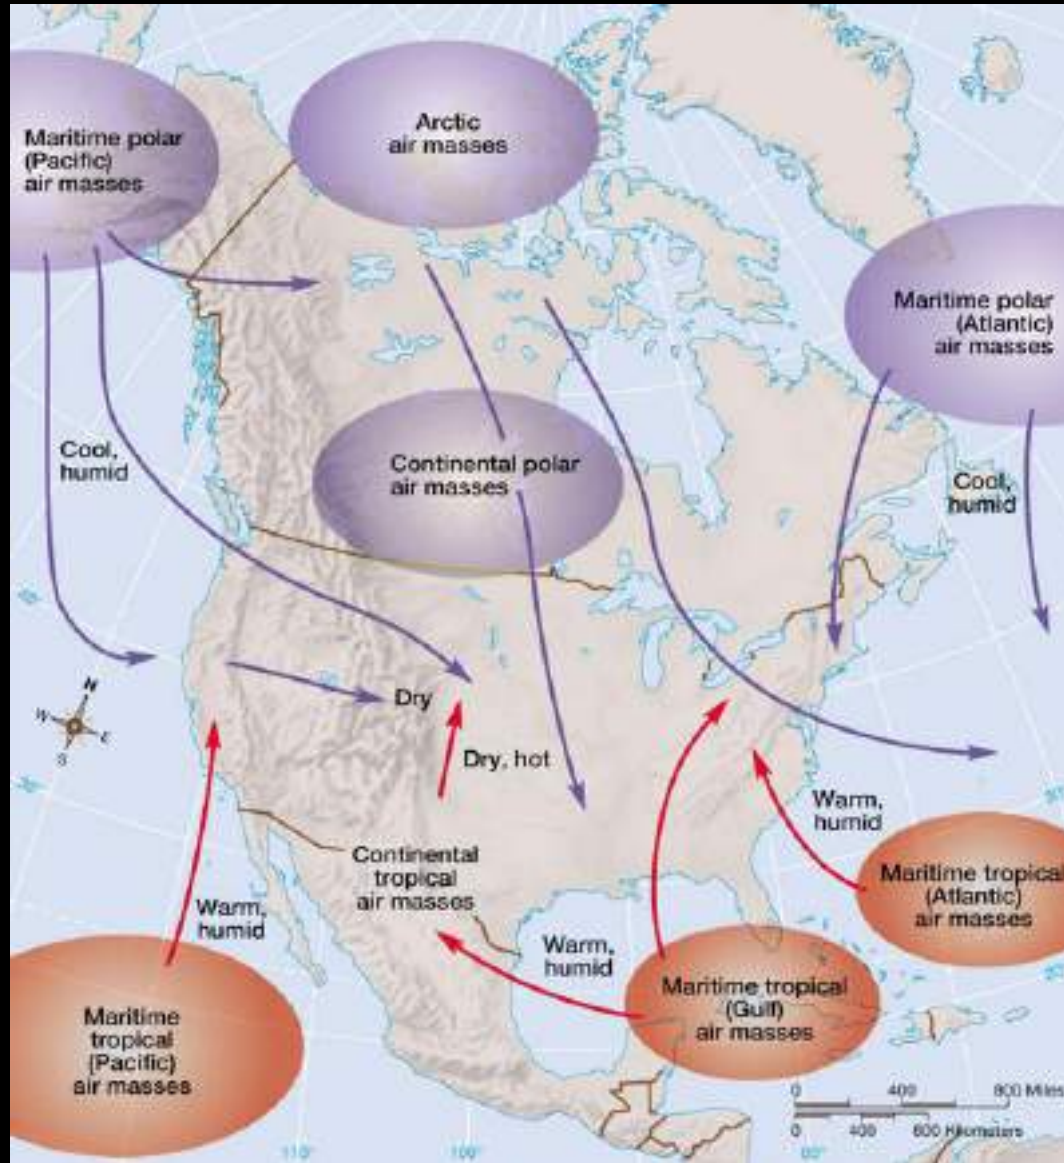 Arctic
air masses
Maritime polar
(Pacific)
air masses
Maritime polar
(Atlantic)
air masses
Cool,
humid
Continental polar
air masses
Cool,
humid
N
W
E
S
Dry
Dry, hot
Warm,
humid
Continental
tropical
air masses
Maritime tropical
(Atlantic)
air masses
Warm,
humid
Warm,
humid
Maritime tropical
(Gulf)
air masses
Maritime
tropical
(Pacific)
air masses
0 400 800 Miles
0 400 800 Kilometers
110°
100°